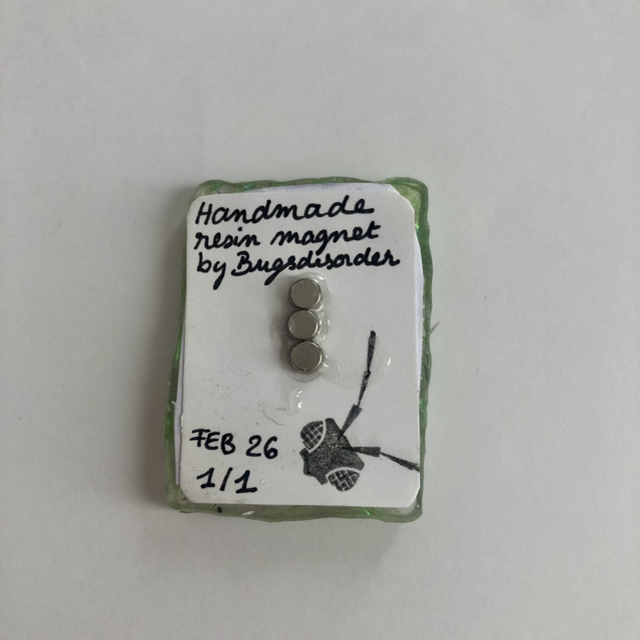 Handmade
resin magnet
by Bugsdisorder
FEB 26
1/1